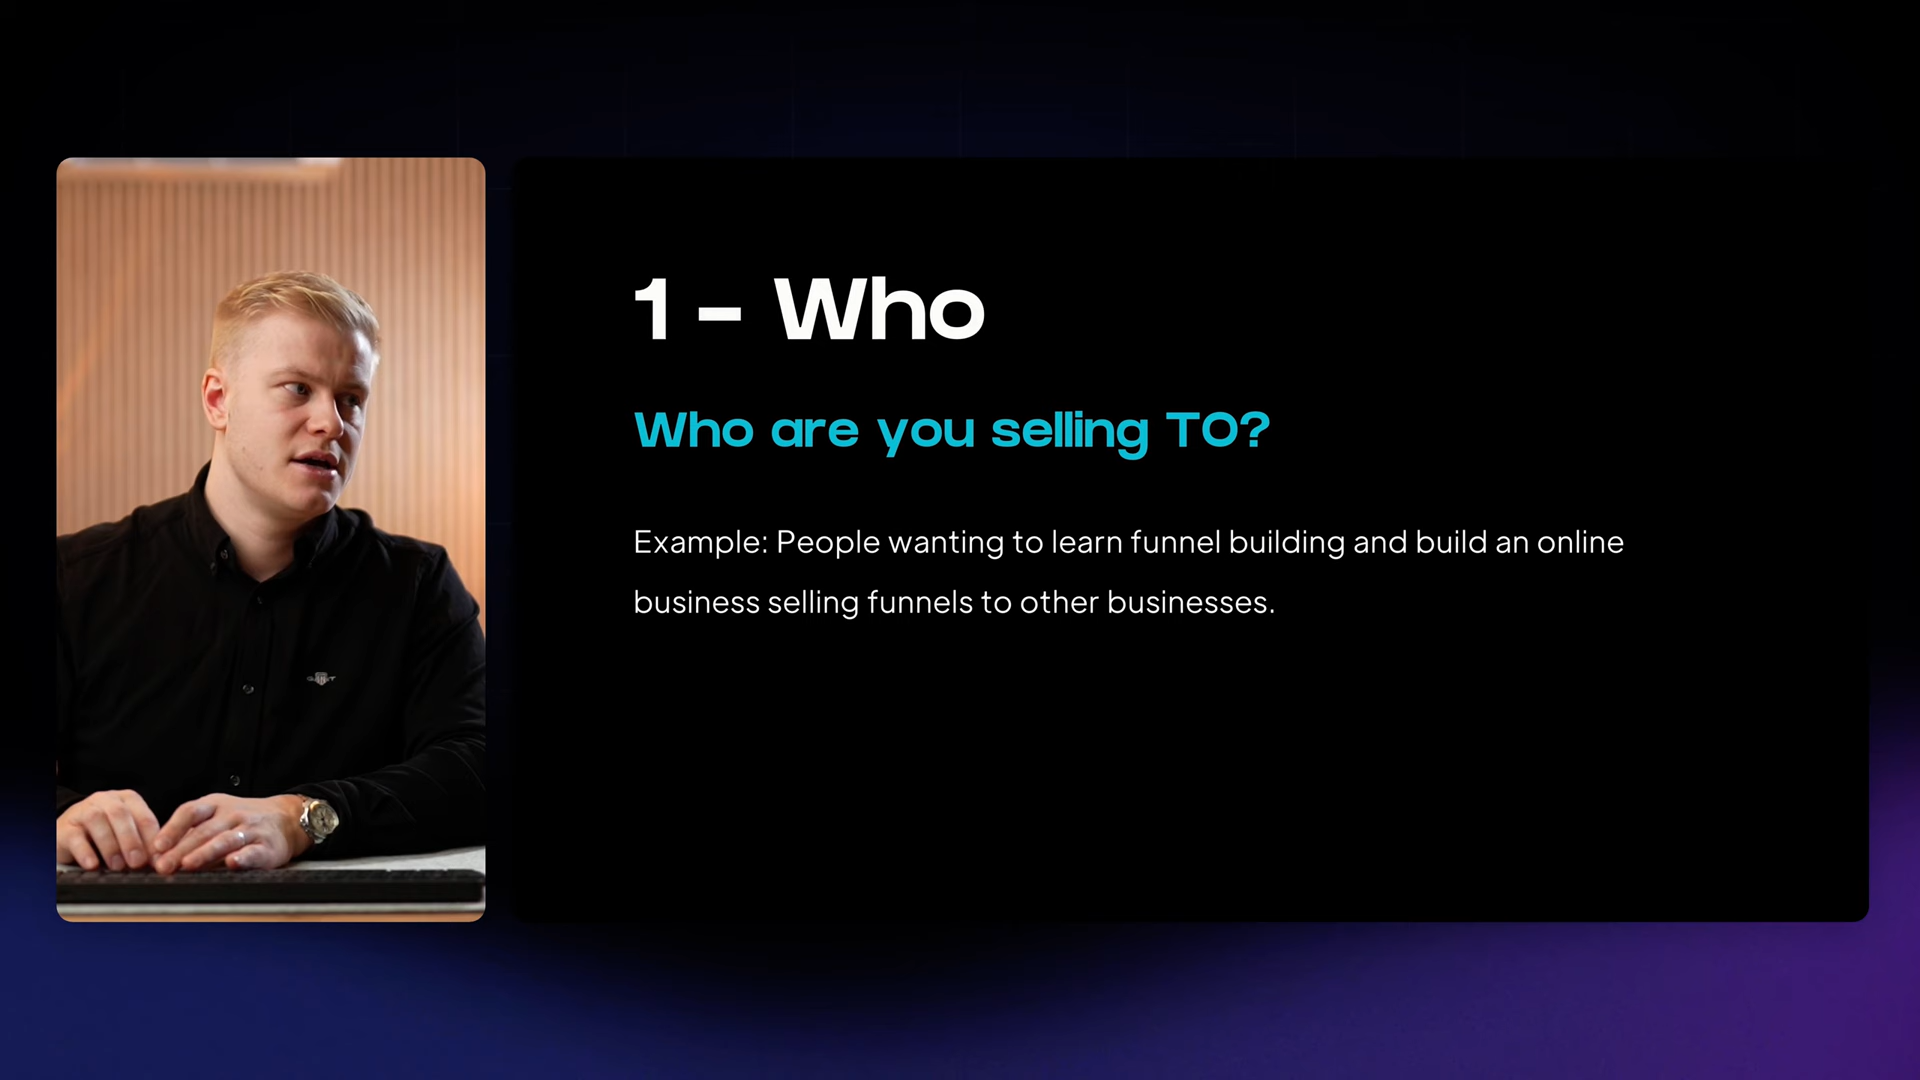 1 - Who
Who are you selling TO?
Example: People wanting to learn funnel building and build an online
business selling funnels to other businesses.
GANT